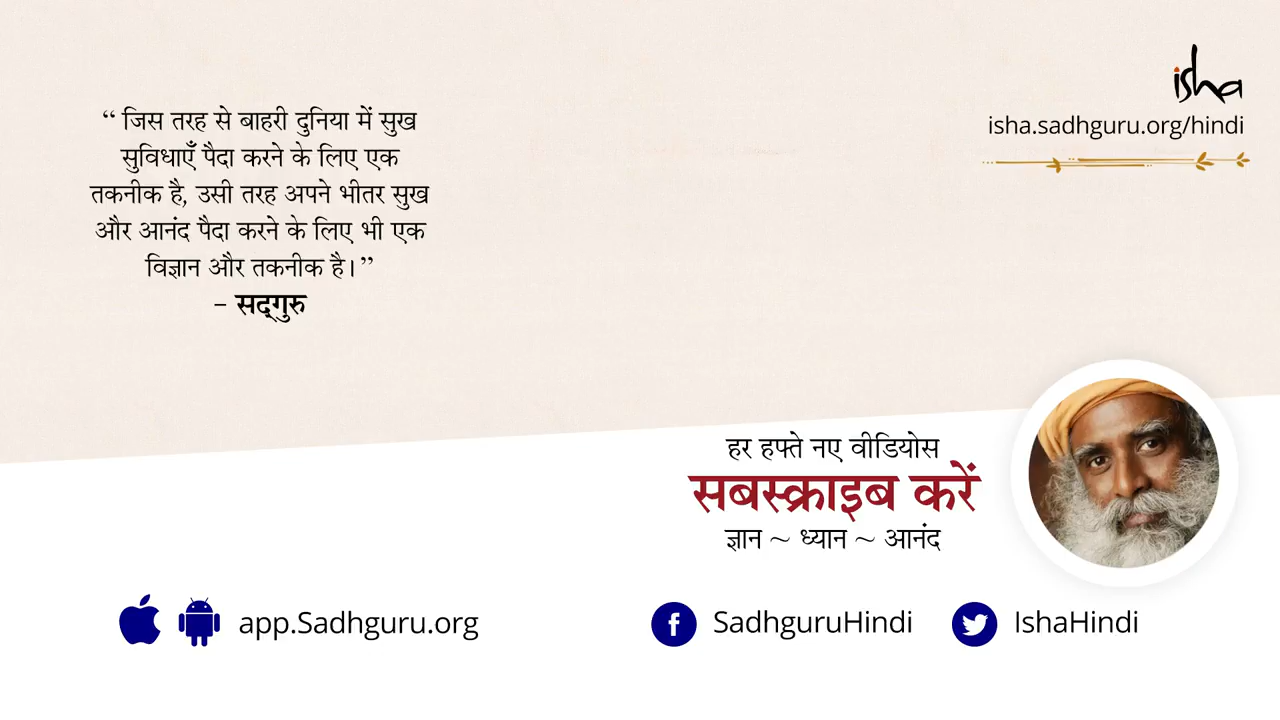 “ जिस तरह से बाहरी दुनिया में सुख
सुविधाएँ पैदा करने के लिए एक
तकनीक है, उसी तरह अपने भीतर सुख
और आनंद पैदा करने के लिए भी एक
विज्ञान और तकनीक है।”
– सद्गुरु
isha
isha.sadhguru.org/hindi
हर हफ्ते नए वीडियोस
सबस्क्राइब करें
ज्ञान ~ ध्यान ~ आनंद
app.Sadhguru.org
SadhguruHindi
IshaHindi